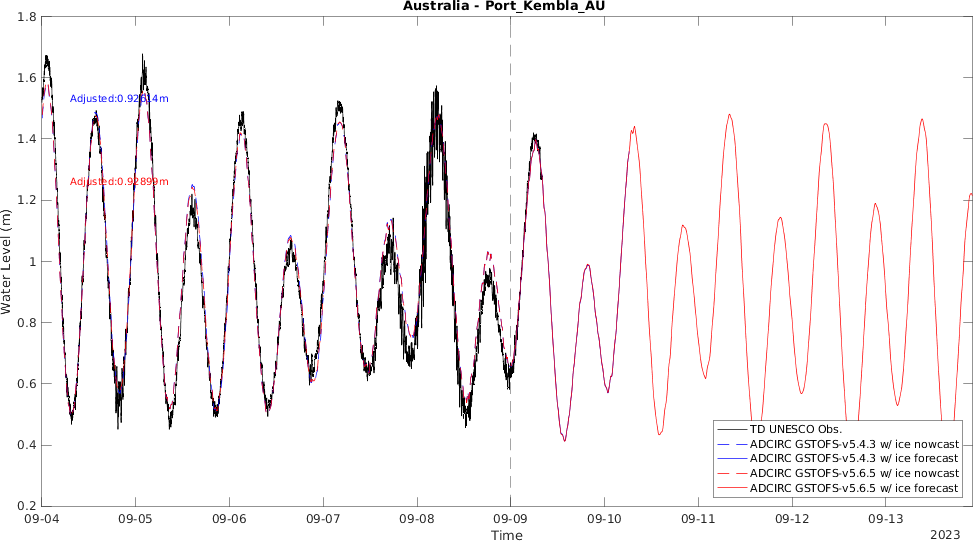 Australia - Port_Kembla_AU
Water Level (m)
1.8
1.6
1.4
1.2
1
0.8
0.6
0.4
0.2
Adjusted:0.92614m
Adjusted:0.92899m
TD UNESCO Obs.
ADCIRC GSTOFS-v5.4.3 w/ ice nowcast
ADCIRC GSTOFS-v5.4.3 w/ ice forecast
ADCIRC GSTOFS-v5.6.5 w/ ice nowcast
ADCIRC GSTOFS-v5.6.5 w/ ice forecast
09-04 09-05 09-06 09-07 09-08 09-09 09-10 09-11 09-12 09-13
Time
2023